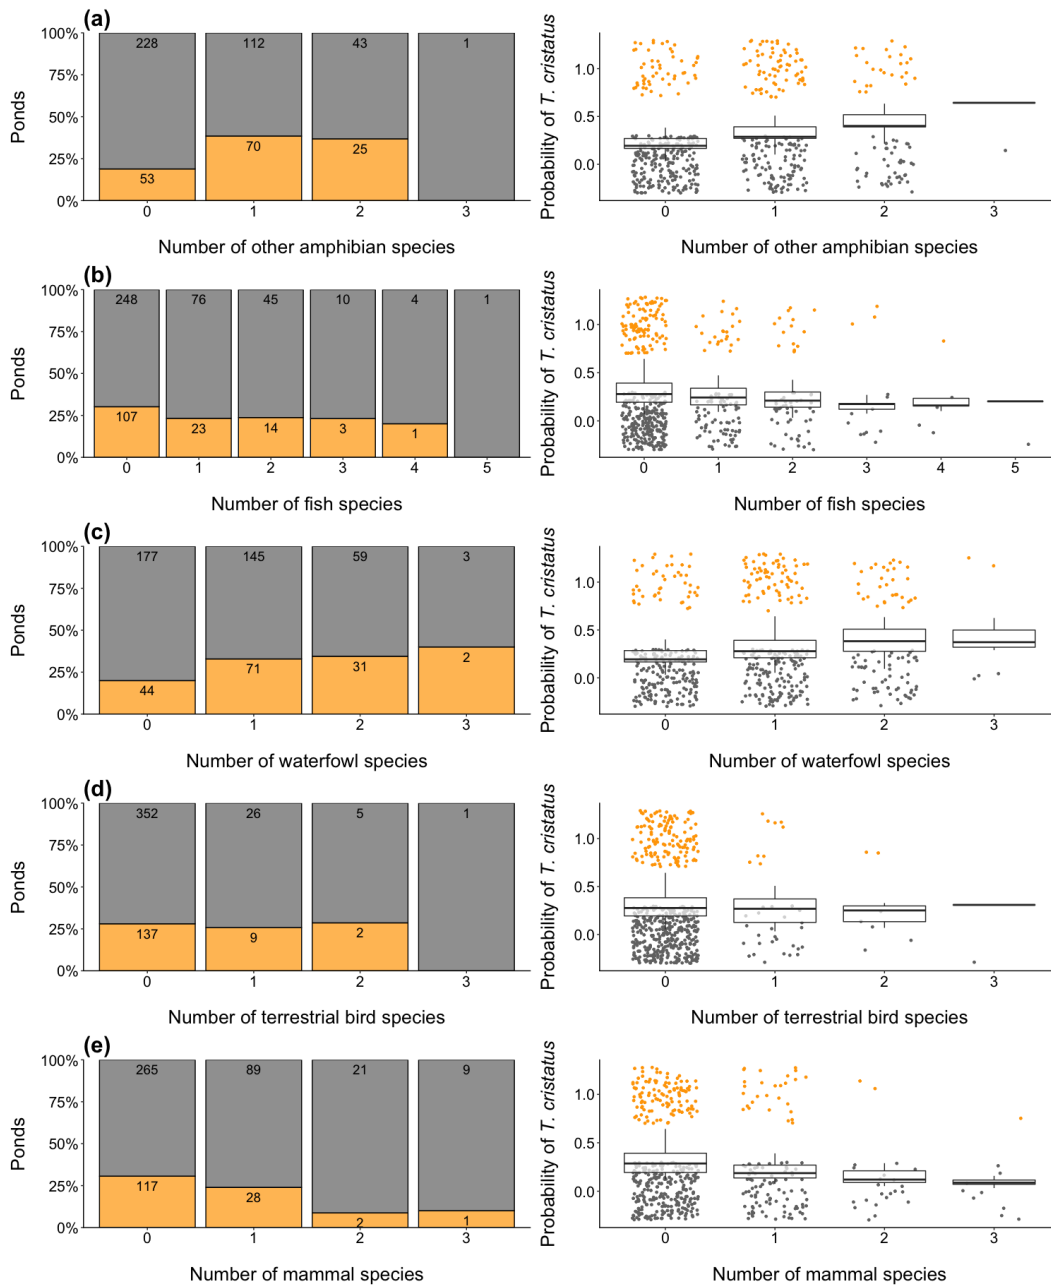 (a)
100%
75%
50%
25%
0%
Ponds
228 112 43 1
53 70 25
0 1 2 3
Number of other amphibian species
Probability of T. cristatus
1.0
0.5
0.0
0 1 2 3
Number of other amphibian species
(b)
100%
75%
50%
25%
0%
Ponds
248 76 45 10 4 1
107 23 14 3 1
0 1 2 3 4 5
Number of fish species
Probability of T. cristatus
1.0
0.5
0.0
0 1 2 3 4 5
Number of fish species
(c)
100%
75%
50%
25%
0%
Ponds
177 145 59 3
44 71 31 2
0 1 2 3
Number of waterfowl species
Probability of T. cristatus
1.0
0.5
0.0
0 1 2 3
Number of waterfowl species
(d)
100%
75%
50%
25%
0%
Ponds
352 26 5 1
137 9 2
0 1 2 3
Number of terrestrial bird species
Probability of T. cristatus
1.0
0.5
0.0
0 1 2 3
Number of terrestrial bird species
(e)
100%
75%
50%
25%
0%
Ponds
265 89 21 9
117 28 2 1
0 1 2 3
Number of mammal species
Probability of T. cristatus
1.0
0.5
0.0
0 1 2 3
Number of mammal species